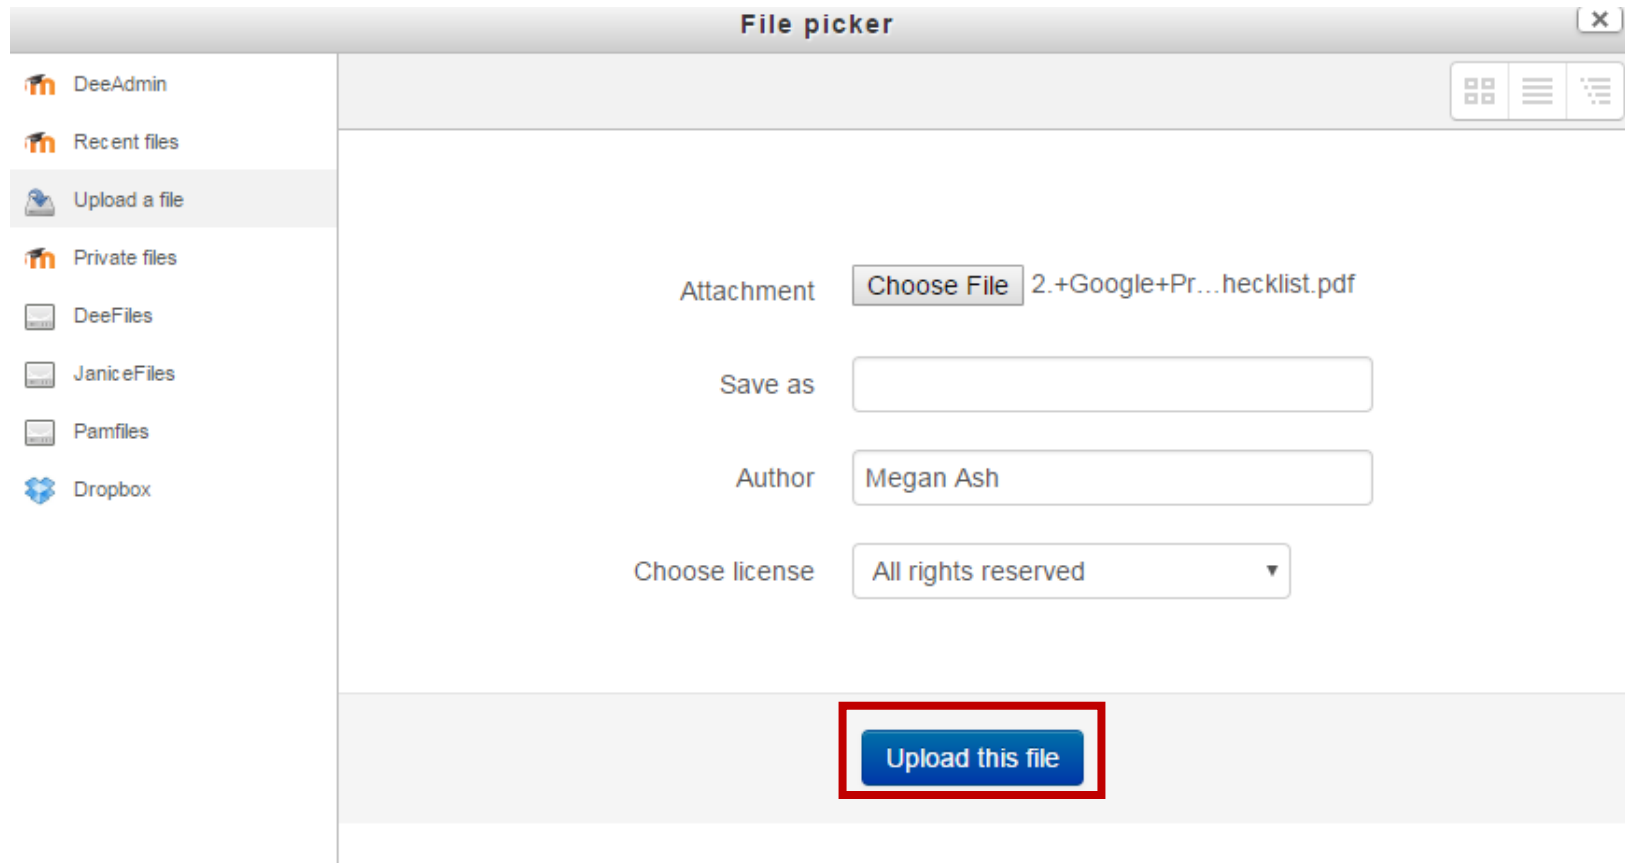 File picker
DeeAdmin
Recent files
Upload a file
Private files
DeeFiles
JaniceFiles
Pamfiles
Dropbox
Attachment Choose File 2.+Google+Pr…hecklist.pdf
Save as
Author Megan Ash
Choose license All rights reserved
Upload this file